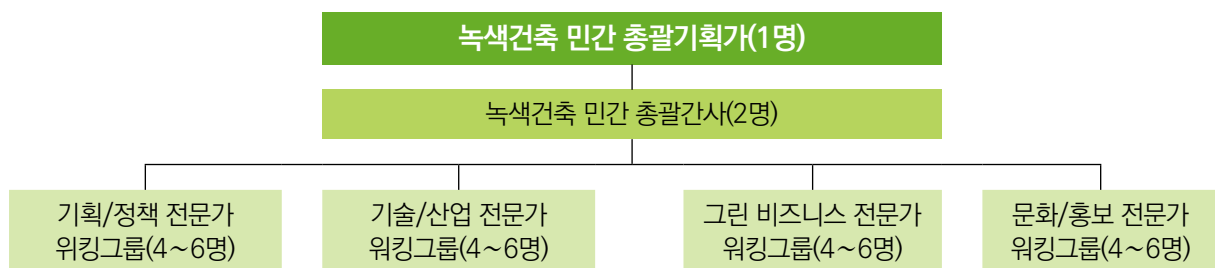 녹색건축 민간 총괄기획가(1명)
녹색건축 민간 총괄간사(2명)
기획/정책 전문가
위킹그룹(4～6명)
기술/산업 전문가
워킹그룹(4～6명)
그린 비즈니스 전문가
워킹그룹(4～6명)
문화/홍보 전문가
워킹그룹(4～6명)